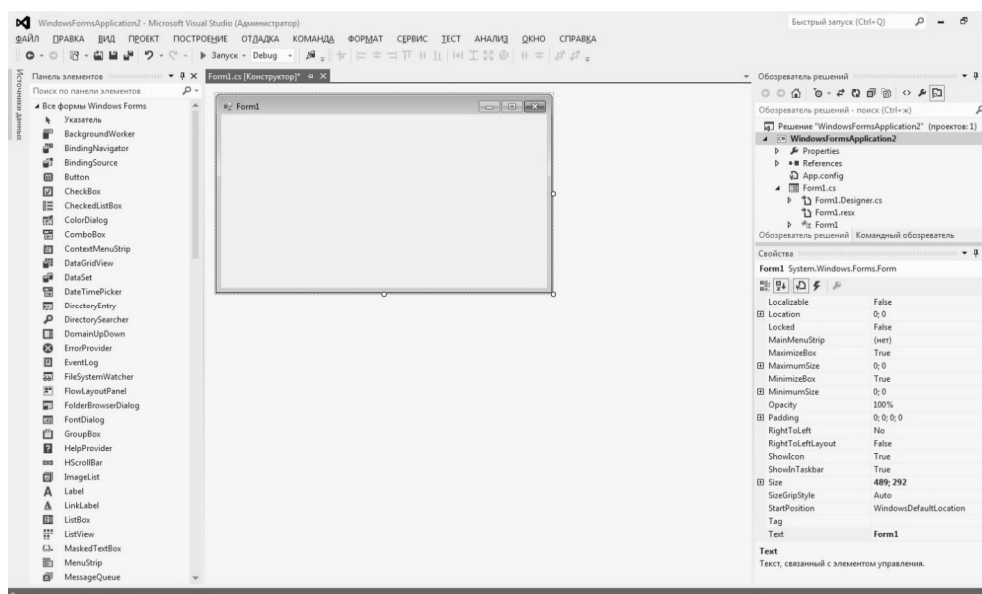 WindowsFormsApplication2 - Microsoft Visual Studio (Администратор)
Быстрый запуск (Ctrl+Q)
ФАЙЛ ПРАВКА ВИД ПРОЕКТ ПОСТРОЕНИЕ ОТЛАДКА КОМАНДА ФОРМАТ СЕРВИС ТЕСТ АНАЛИЗ ОКНО СПРАВКА
Запуск Debug
Источники данных
Панель элементов
Поиск по панели элементов
Все формы Windows Forms
Указатель
BackgroundWorker
BindingNavigator
BindingSource
Button
CheckBox
CheckedListBox
ColorDialog
ComboBox
ContextMenuStrip
DataGridView
DataSet
DateTimePicker
DirectoryEntry
DirectorySearcher
DomainUpDown
ErrorProvider
EventLog
FileSystemWatcher
FlowLayoutPanel
FolderBrowserDialog
FontDialog
GroupBox
HelpProvider
HScrollBar
ImageList
Label
LinkLabel
ListBox
ListView
MaskedTextBox
MenuStrip
MessageQueue
Form1.cs [Конструктор]*
Form1
Обозреватель решений
Обозреватель решений - поиск (Ctrl+ж)
Решение "WindowsFormsApplication2" (проектов: 1)
WindowsFormsApplication2
Properties
References
App.config
Form1.cs
Form1.Designer.cs
Form1.resx
Form1
Обозреватель решений Командный обозреватель
Свойства
Form1 System.Windows.Forms.Form
Localizable False
Location 0; 0
Locked False
MainMenuStrip (нет)
MaximizeBox True
MaximumSize 0; 0
MinimizeBox True
MinimumSize 0; 0
Opacity 100%
Padding 0; 0; 0; 0
RightToLeft No
RightToLeftLayout False
ShowIcon True
ShowInTaskbar True
Size 489; 292
SizeGripStyle Auto
StartPosition WindowsDefaultLocation
Tag
Text Form1
Text
Текст, связанный с элементом управления.